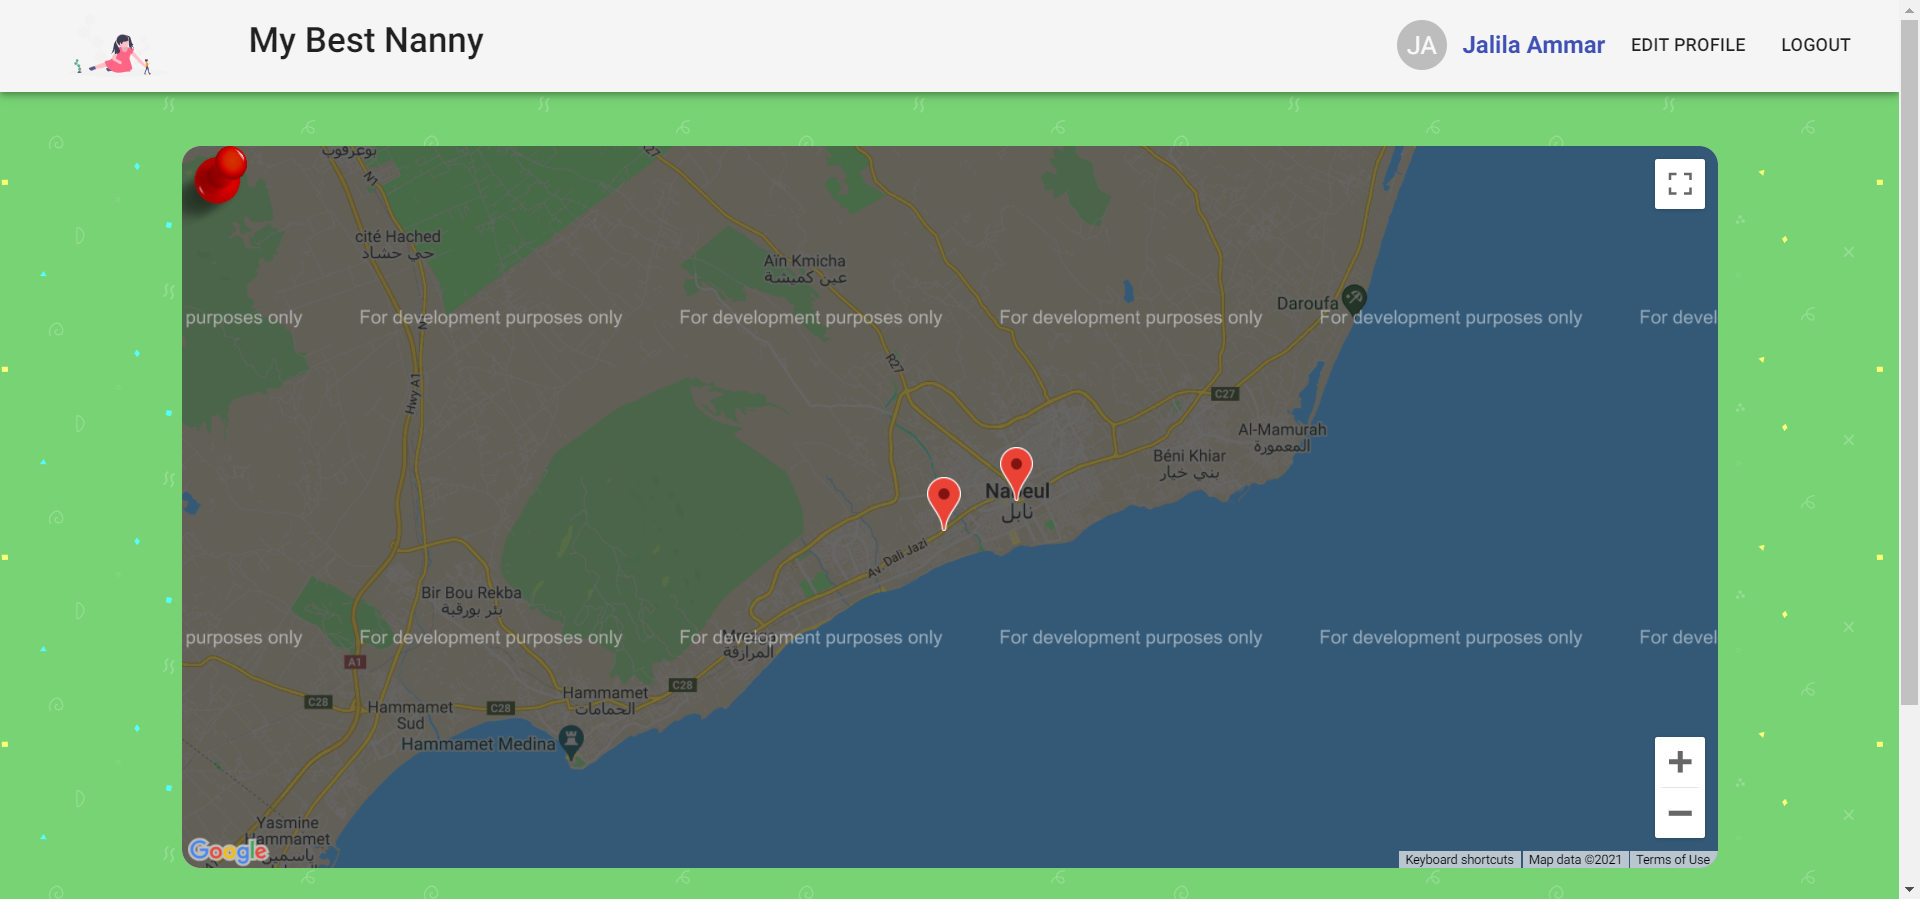 My Best Nanny
JA
Jalila Ammar
EDIT PROFILE
LOGOUT
بوعرقوب
N1
R27
cité Hached
حي حشاد
Aïn Kmicha
عين كميشة
Daroufa
purposes only
For development purposes only
For development purposes only
For development purposes only
For development purposes only
For devel
R27
Hwy A1
C27
Al-Mamurah
المعمورة
Béni Khiar
بني خيار
نابل
Av. Dali Jazi
Bir Bou Rekba
بئر بورقبة
purposes only
For development purposes only
For development purposes only
For development purposes only
For development purposes only
For devel
المرازقة
A1
C28
Hammamet
الحمامات
C28
C28
Hammamet
Sud
Hammamet Medina
Yasmine
Hammamet
ياسمين
Google
Keyboard shortcuts
Map data ©2021
Terms of Use